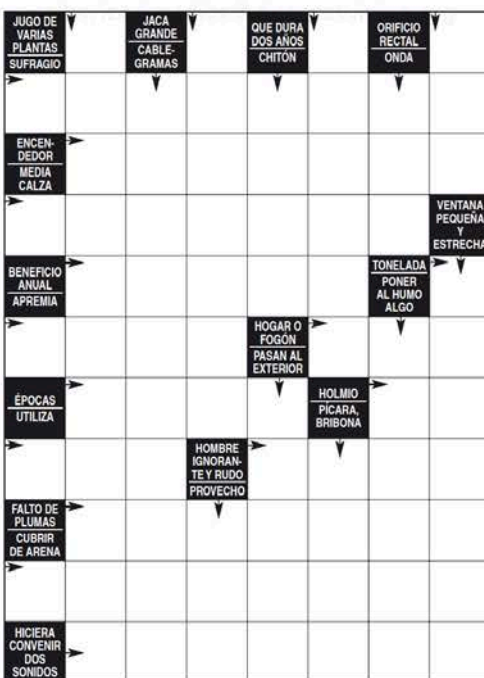 JUGO DE
VARIAS
PLANTAS
SUFRAGIO
JACA
GRANDE
CABLE-
GRAMAS
QUE DURA
DOS AÑOS
CHITÓN
ORIFICIO
RECTAL
ONDA
ENCEN-
DEDOR
MEDIA
CALZA
VENTANA
PEQUEÑA
Y
ESTRECHA
BENEFICIO
ANUAL
APREMIA
TONELADA
PONER
AL HUMO
ALGO
HOGAR O
FOGÓN
PASAN AL
EXTERIOR
ÉPOCAS
UTILIZA
HOLMIO
PÍCARA,
BRIBONA
HOMBRE
IGNORAN-
TE Y RUDO
PROVECHO
FALTO DE
PLUMAS
CUBRIR
DE ARENA
HICIERA
CONVENIR
DOS
SONIDOS